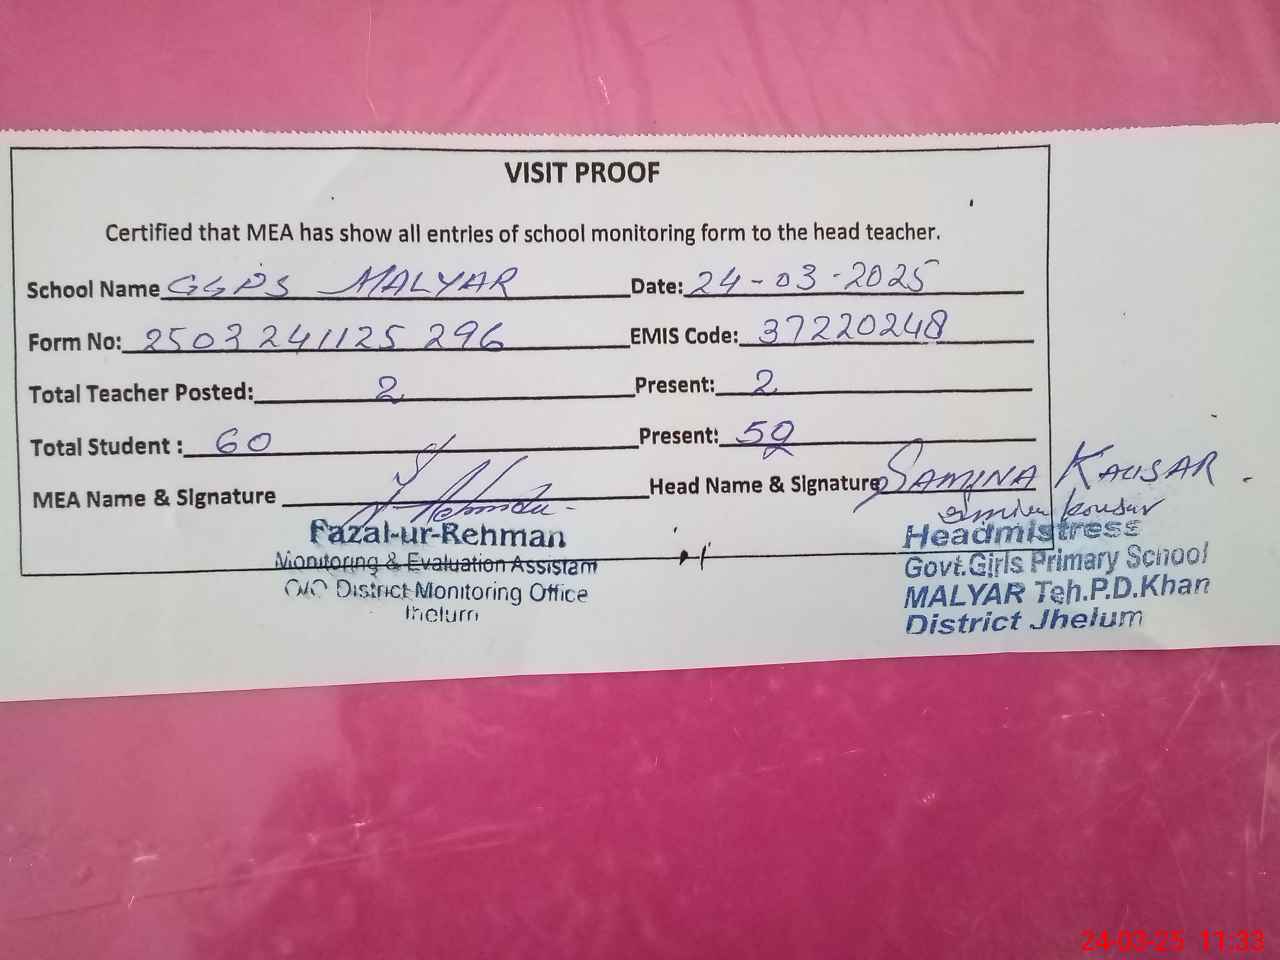 VISIT PROOF
Certified that MEA has show all entries of school monitoring form to the head teacher.
School Name GGPS MALYAR Date: 24-03-2025
Form No: 2503241125296 EMIS Code: 37220248
Total Teacher Posted: 2 Present: 2
Total Student : 60 Present:
MEA Name & Signature Head Name & Signature SAMINA KAUSAR
Fazal-ur-Rehman
Monitoring & Evaluation Assistant
O/O District Monitoring Office
Jhelum
Headmistress
Govt.Girls Primary School
MALYAR Teh.P.D.Khan
District Jhelum
24-03-25 11:33